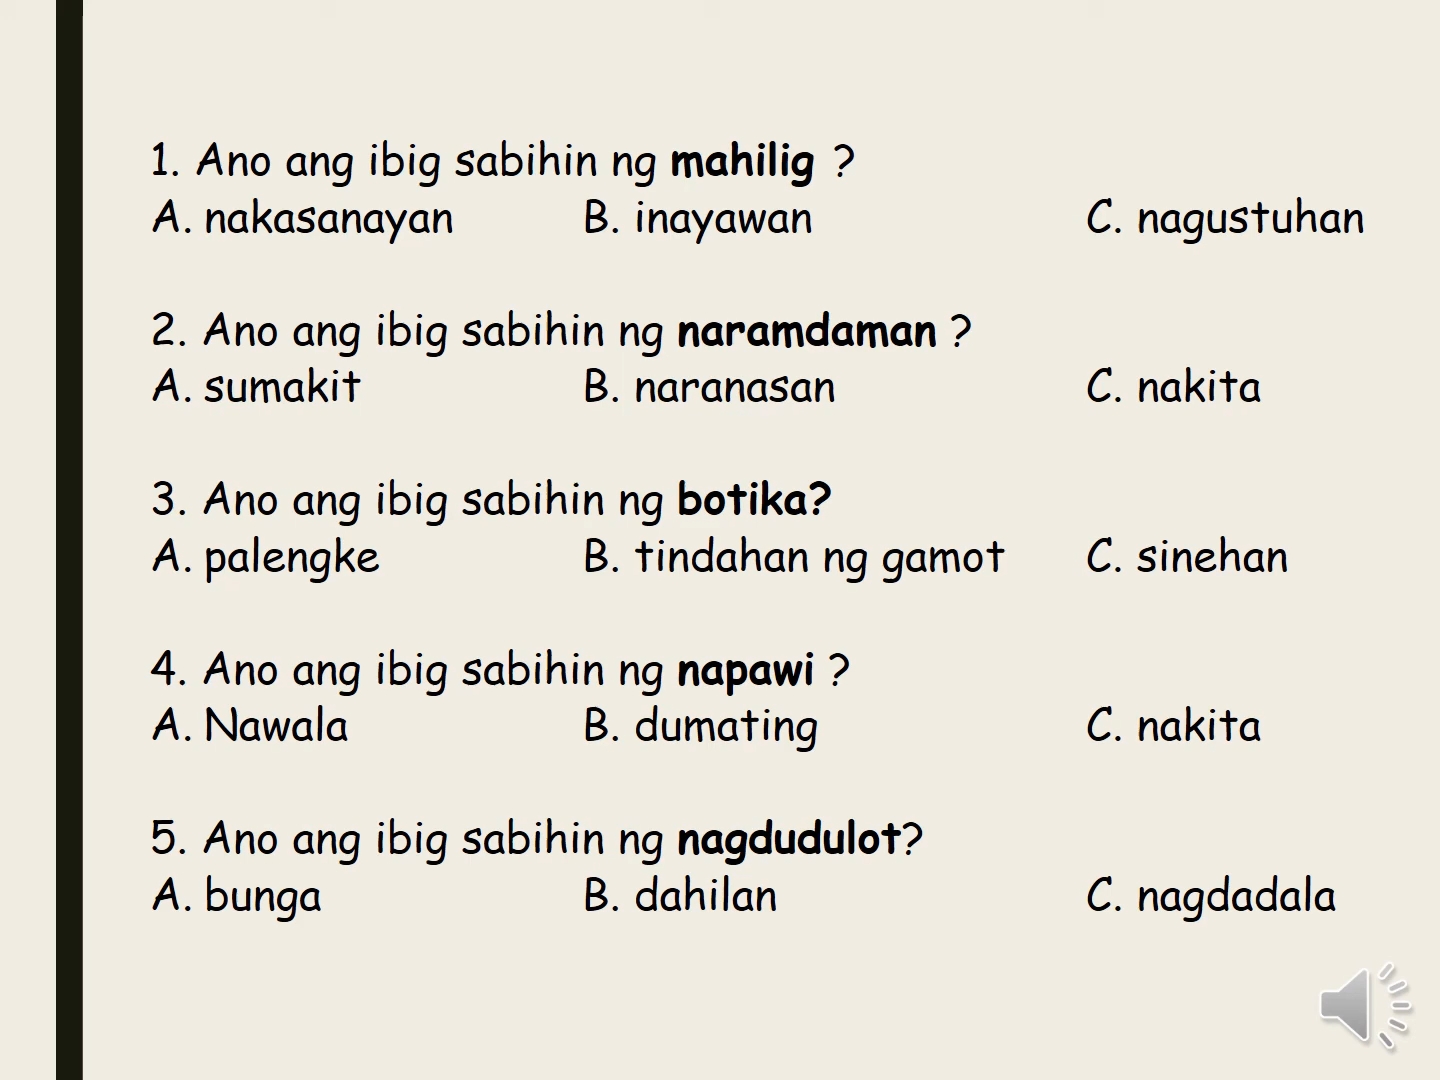 1. Ano ang ibig sabihin ng mahilig ?
A. nakasanayan B. inayawan C. nagustuhan
2. Ano ang ibig sabihin ng naramdaman ?
A. sumakit B. naranasan C. nakita
3. Ano ang ibig sabihin ng botika?
A. palengke B. tindahan ng gamot C. sinehan
4. Ano ang ibig sabihin ng napawi ?
A. Nawala B. dumating C. nakita
5. Ano ang ibig sabihin ng nagdudulot?
A. bunga B. dahilan C. nagdadala